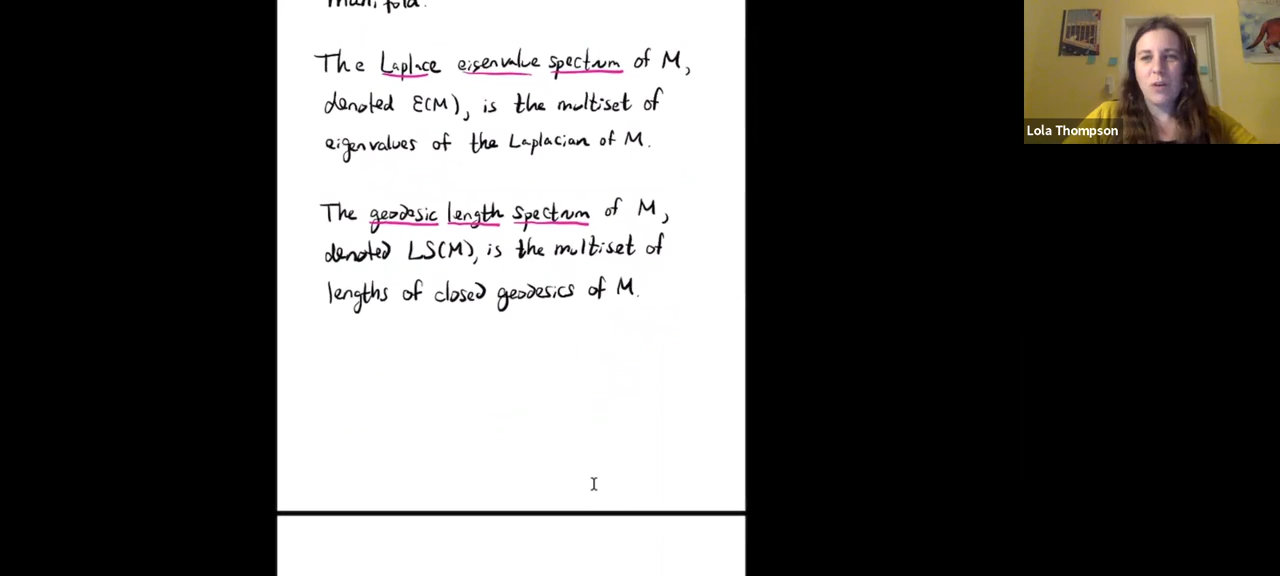 manifold.
The Laplace eigenvalue spectrum of M,
denoted Ɛ(M), is the multiset of
eigenvalues of the Laplacian of M.
The geodesic length spectrum of M,
denoted LS(M), is the multiset of
lengths of closed geodesics of M.
Lola Thompson